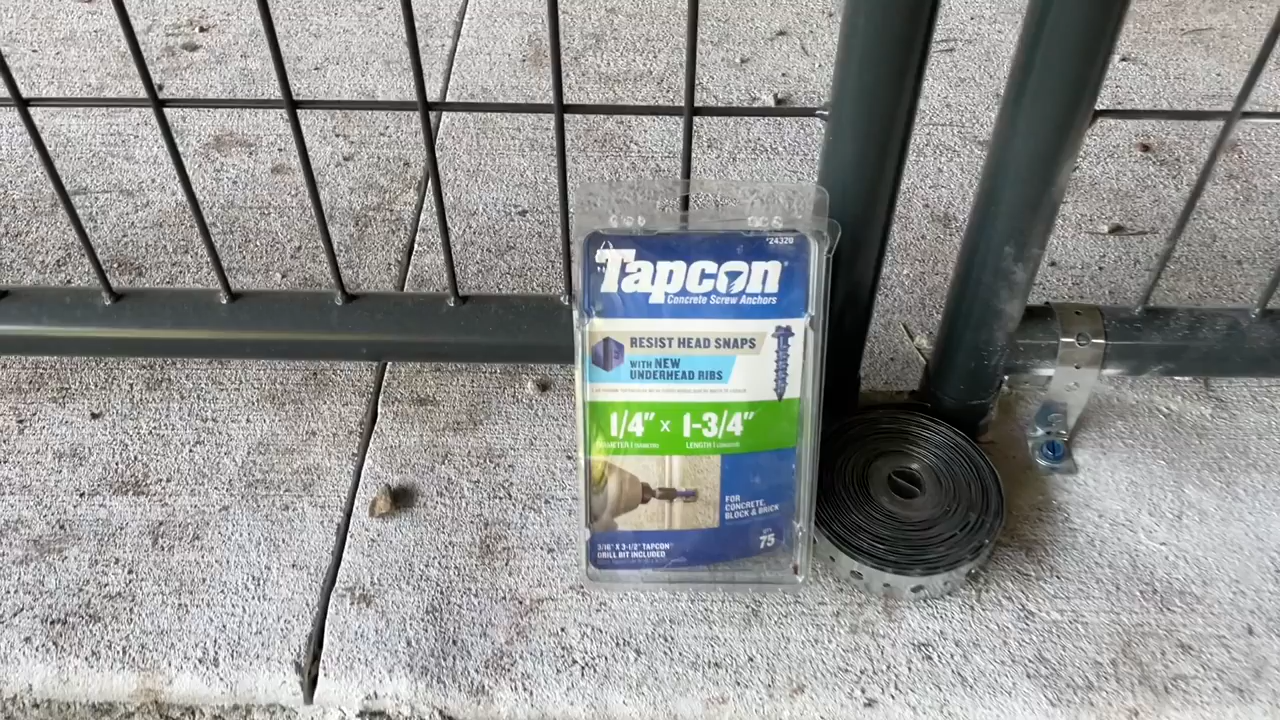 #24320
Tapcon
Concrete Screw Anchors
RESIST HEAD SNAPS
WITH NEW
UNDERHEAD RIBS
1/4" x 1-3/4"
DIAMETER | LENGTH |
FOR
CONCRETE,
BLOCK & BRICK
QTY.
75
3/16" X 3-1/2" TAPCON®
DRILL BIT INCLUDED